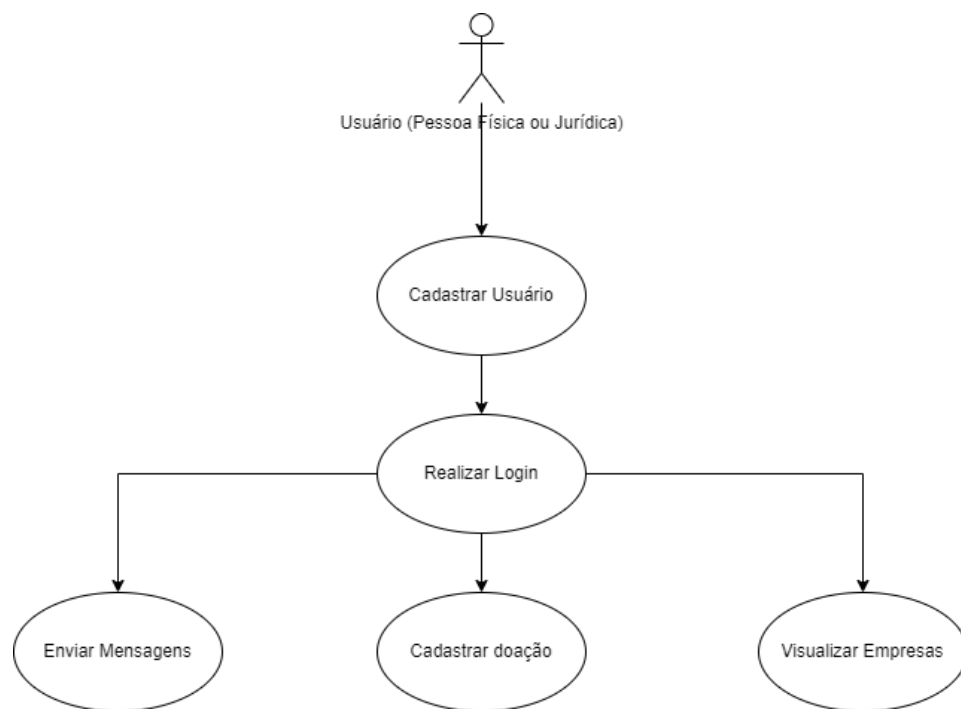 Usuário (Pessoa Física ou Jurídica)
Cadastrar Usuário
Realizar Login
Enviar Mensagens
Cadastrar doação
Visualizar Empresas